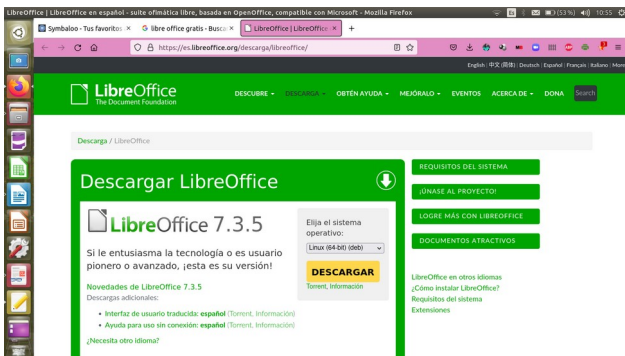 LibreOffice | LibreOffice en español - suite ofimática libre, basada en OpenOffice, compatible con Microsoft - Mozilla Firefox
(53 %)
10:55
Symbaloo - Tus favoritos
libre office gratis - Busca
LibreOffice | LibreOffice
https://es.libreoffice.org/descarga/libreoffice/
English | 中文 (简体) | Deutsch | Español | Français | Italiano | More
LibreOffice
The Document Foundation
DESCUBRE
DESCARGA
OBTÉN AYUDA
MEJÓRALO
EVENTOS
ACERCA DE
DONA
Search
Descarga / LibreOffice
Descargar LibreOffice
LibreOffice 7.3.5
Si le entusiasma la tecnología o es usuario
pionero o avanzado, ¡esta es su versión!
Novedades de LibreOffice 7.3.5
Descargas adicionales:
• Interfaz de usuario traducida: español (Torrent, Información)
• Ayuda para uso sin conexión: español (Torrent, Información)
¿Necesita otro idioma?
Elija el sistema
operativo:
Linux (64-bit) (deb)
DESCARGAR
Torrent, Información
REQUISITOS DEL SISTEMA
¡ÚNASE AL PROYECTO!
LOGRE MÁS CON LIBREOFFICE
DOCUMENTOS ATRACTIVOS
LibreOffice en otros idiomas
¿Cómo instalar LibreOffice?
Requisitos del sistema
Extensiones